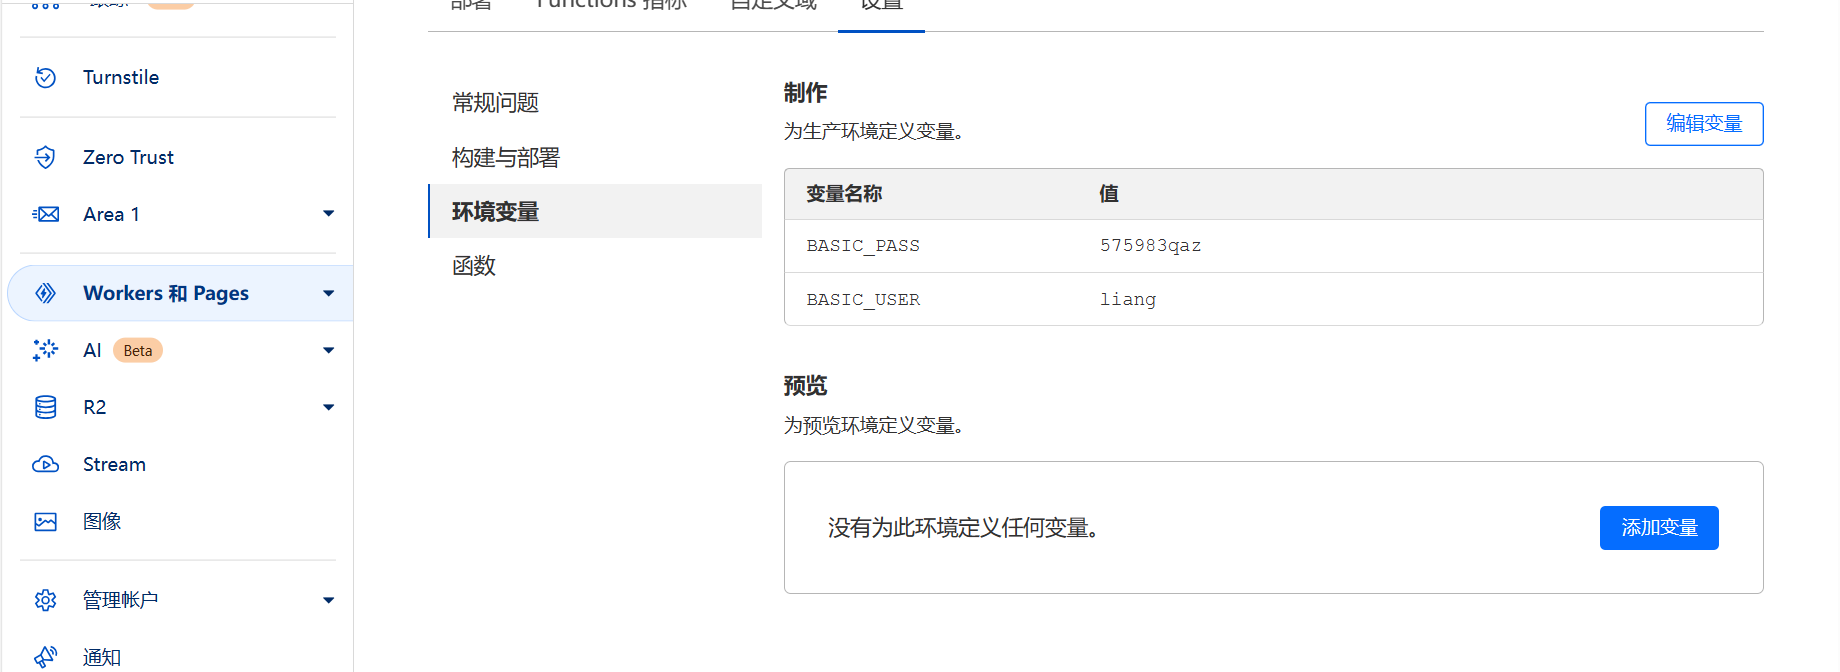 部署 Functions 指标 自定义域 设置
Turnstile
Zero Trust
Area 1
Workers 和 Pages
AI Beta
R2
Stream
图像
管理帐户
通知
常规问题
构建与部署
环境变量
函数
制作
为生产环境定义变量。
编辑变量
变量名称 值
BASIC_PASS 575983qaz
BASIC_USER liang
预览
为预览环境定义变量。
没有为此环境定义任何变量。
添加变量